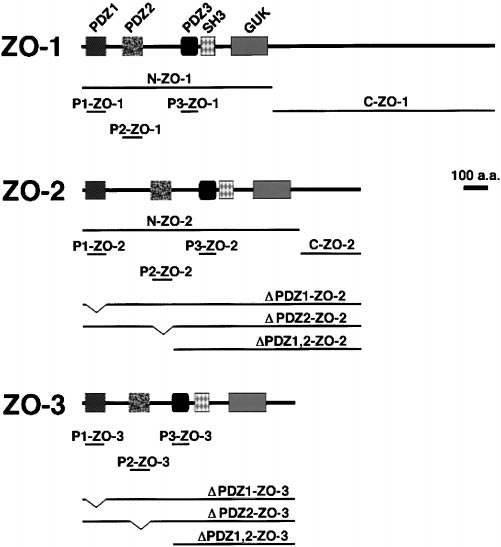 PDZ1 PDZ2 PDZ3 SH3 GUK
ZO-1
N-ZO-1
P1-ZO-1 P3-ZO-1 C-ZO-1
P2-ZO-1
100 a.a.
ZO-2
N-ZO-2
P1-ZO-2 P3-ZO-2 C-ZO-2
P2-ZO-2
ΔPDZ1-ZO-2
ΔPDZ2-ZO-2
ΔPDZ1,2-ZO-2
ZO-3
P1-ZO-3 P3-ZO-3
P2-ZO-3
ΔPDZ1-ZO-3
ΔPDZ2-ZO-3
ΔPDZ1,2-ZO-3